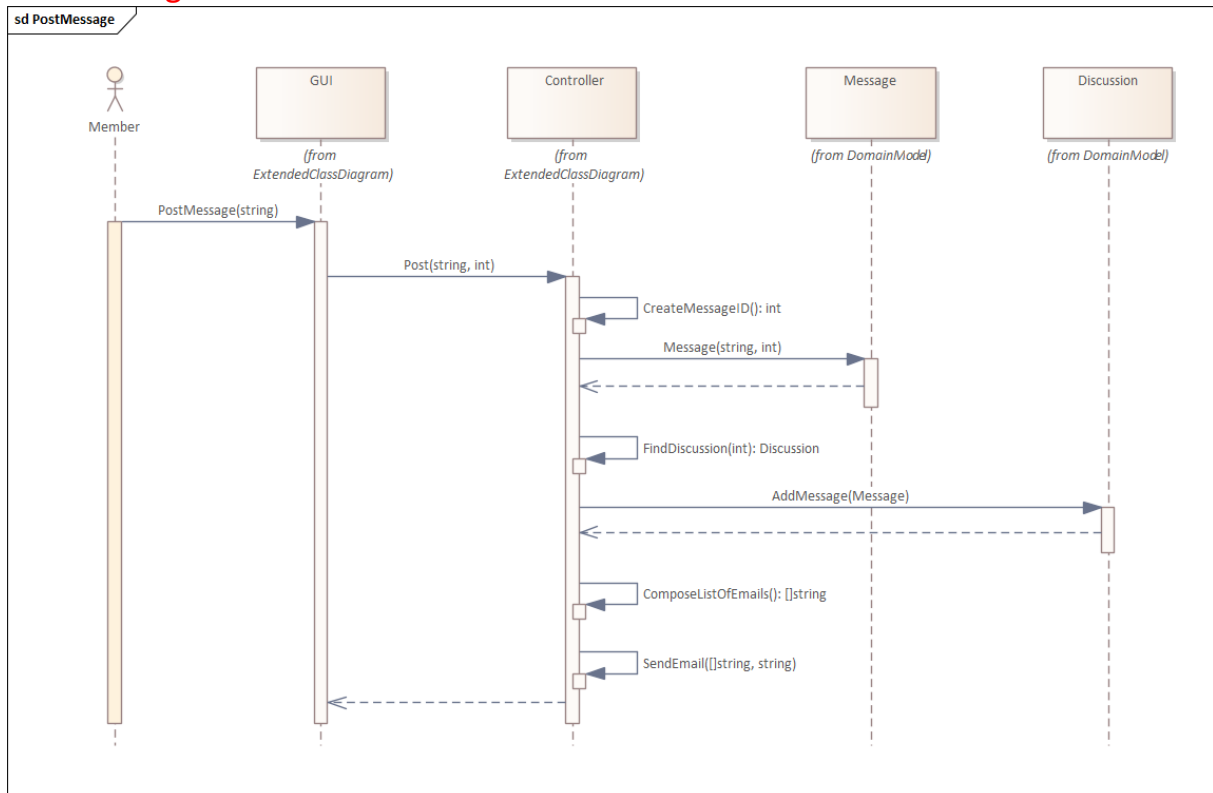 sd PostMessage
Member
GUI
Controller
Message
Discussion
(from
ExtendedClassDiagram)
(from
ExtendedClassDiagram)
(from DomainModel)
(from DomainModel)
PostMessage(string)
Post(string, int)
CreateMessageID(): int
Message(string, int)
FindDiscussion(int): Discussion
AddMessage(Message)
ComposeListOfEmails(): []string
SendEmail([]string, string)